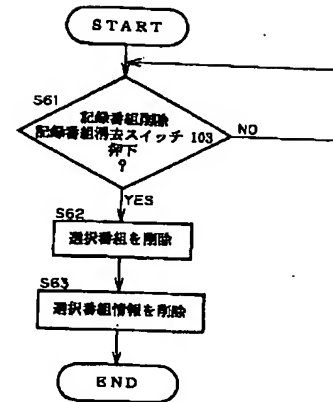 START
S61
記録番組削除
記録番組消去スイッチ 103
押下
?
NO
YES
S62
選択番組を削除
S63
選択番組情報を削除
END